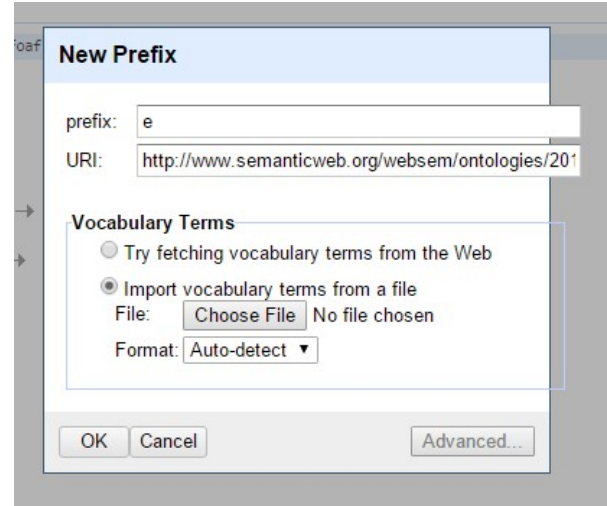 foaf
New Prefix
prefix: e
URI: http://www.semanticweb.org/websem/ontologies/201
Vocabulary Terms
Try fetching vocabulary terms from the Web
Import vocabulary terms from a file
File: Choose File No file chosen
Format: Auto-detect
OK Cancel Advanced...